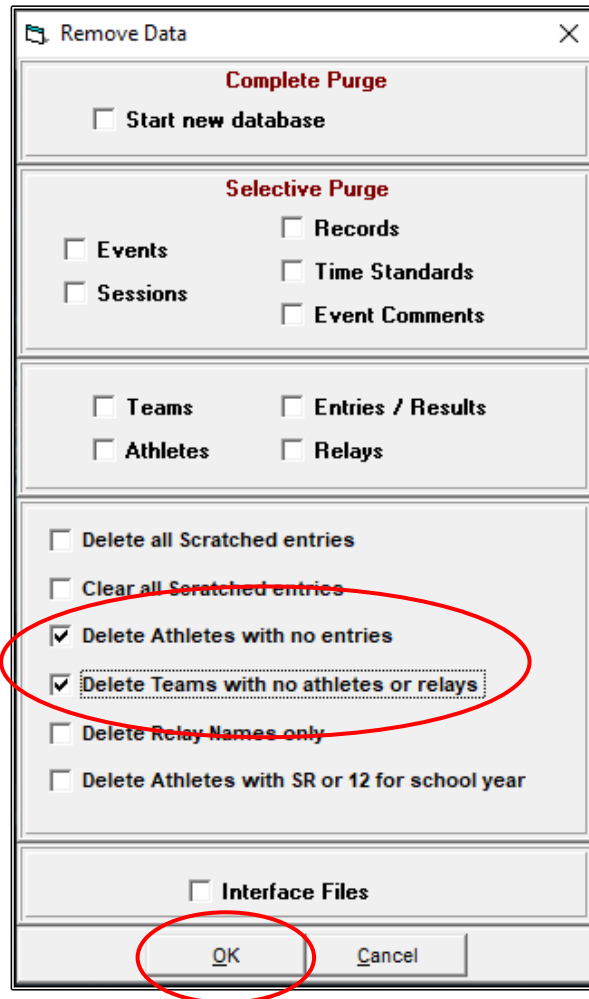 Remove Data
Complete Purge
Start new database
Selective Purge
Events
Sessions
Records
Time Standards
Event Comments
Teams
Athletes
Entries / Results
Relays
Delete all Scratched entries
Clear all Scratched entries
Delete Athletes with no entries
Delete Teams with no athletes or relays
Delete Relay Names only
Delete Athletes with SR or 12 for school year
Interface Files
OK
Cancel